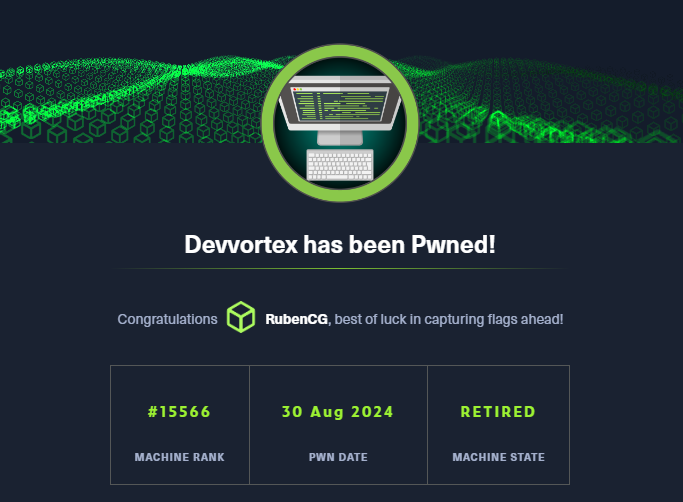 Devvortex has been Pwned!
Congratulations RubenCG, best of luck in capturing flags ahead!
#15566 30 Aug 2024 RETIRED
MACHINE RANK PWN DATE MACHINE STATE